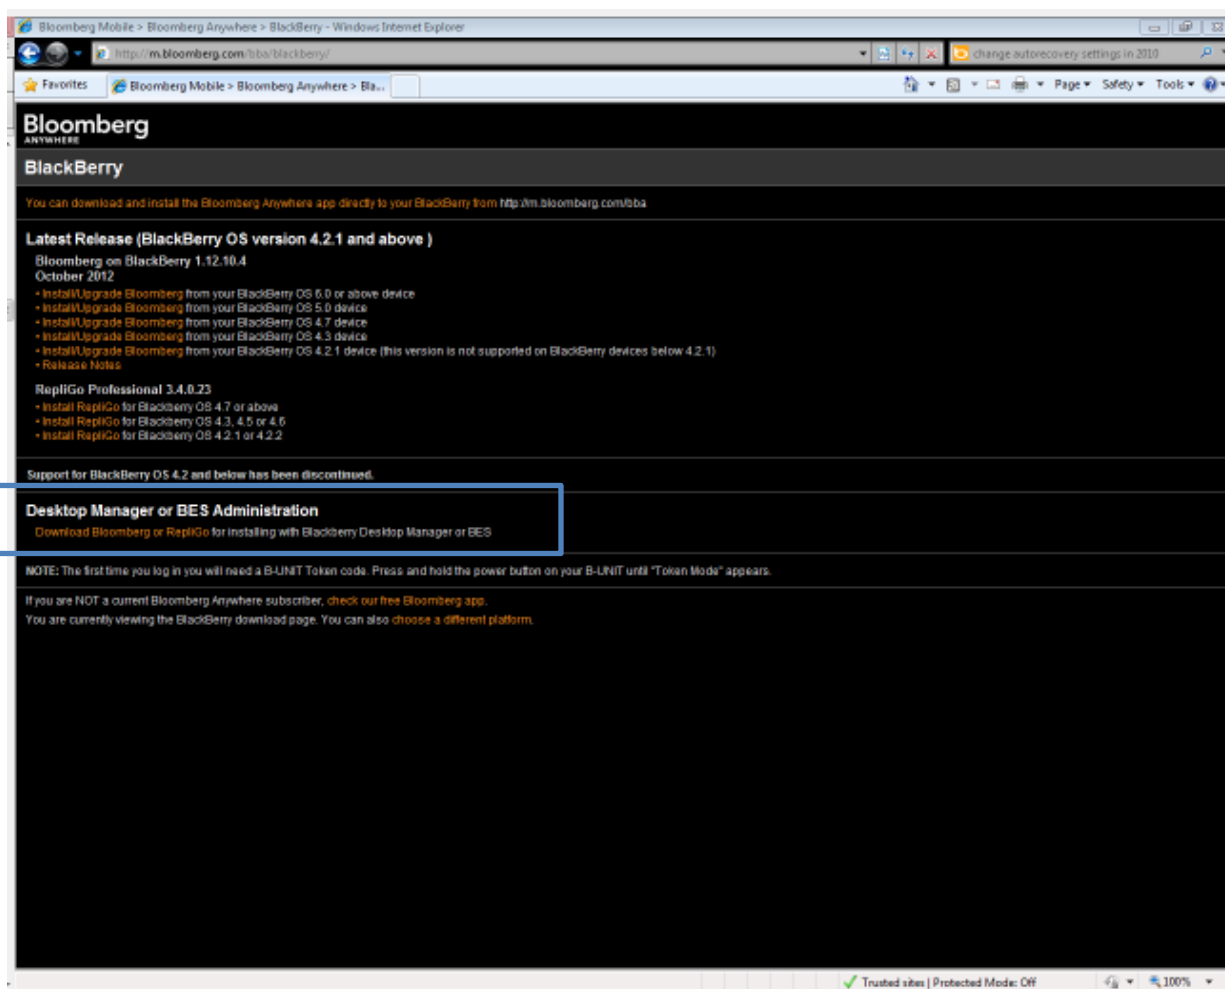 Bloomberg Mobile > Bloomberg Anywhere > BlackBerry - Windows Internet Explorer
http://m.bloomberg.com/bba/blackberry/
change autorecovery settings in 2010
Favorites
Bloomberg Mobile > Bloomberg Anywhere > Bla...
Page
Safety
Tools
Bloomberg
ANYWHERE
BlackBerry
You can download and install the Bloomberg Anywhere app directly to your BlackBerry from http://m.bloomberg.com/bba
Latest Release (BlackBerry OS version 4.2.1 and above )
Bloomberg on BlackBerry 1.12.10.4
October 2012
• Install/Upgrade Bloomberg from your BlackBerry OS 6.0 or above device
• Install/Upgrade Bloomberg from your BlackBerry OS 5.0 device
• Install/Upgrade Bloomberg from your BlackBerry OS 4.7 device
• Install/Upgrade Bloomberg from your BlackBerry OS 4.3 device
• Install/Upgrade Bloomberg from your BlackBerry OS 4.2.1 device (this version is not supported on BlackBerry devices below 4.2.1)
• Release Notes
RepliGo Professional 3.4.0.23
• Install RepliGo for Blackberry OS 4.7 or above
• Install RepliGo for Blackberry OS 4.3, 4.5 or 4.6
• Install RepliGo for Blackberry OS 4.2.1 or 4.2.2
Support for BlackBerry OS 4.2 and below has been discontinued.
Desktop Manager or BES Administration
Download Bloomberg or RepliGo for installing with Blackberry Desktop Manager or BES
NOTE: The first time you log in you will need a B-UNIT Token code. Press and hold the power button on your B-UNIT until "Token Mode" appears.
If you are NOT a current Bloomberg Anywhere subscriber, check our free Bloomberg app.
You are currently viewing the BlackBerry download page. You can also choose a different platform.
Trusted sites | Protected Mode: Off
100%